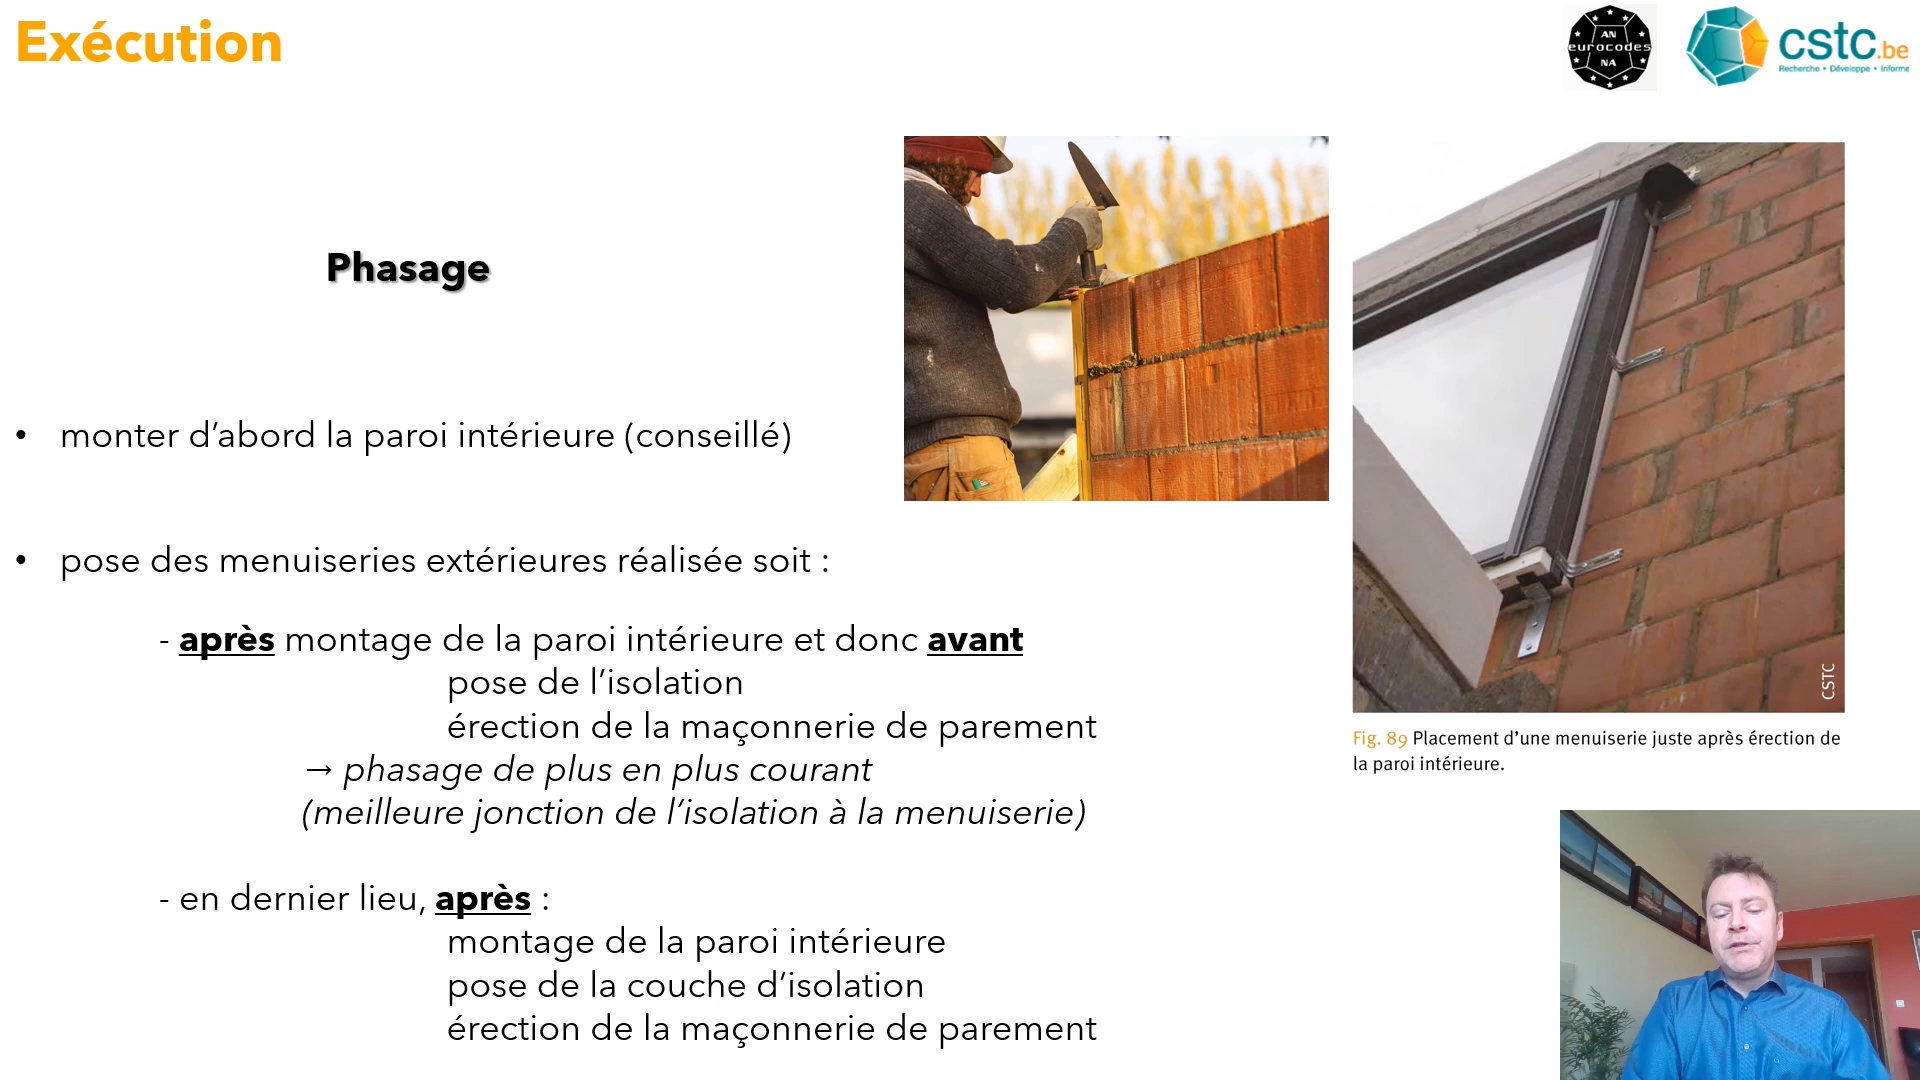 Exécution
AN
eurocodes
NA
cstc.be
Recherche • Développe • Informe
Phasage
• monter d’abord la paroi intérieure (conseillé)
• pose des menuiseries extérieures réalisée soit :
- après montage de la paroi intérieure et donc avant
pose de l’isolation
érection de la maçonnerie de parement
→ phasage de plus en plus courant
(meilleure jonction de l’isolation à la menuiserie)
- en dernier lieu, après :
montage de la paroi intérieure
pose de la couche d’isolation
érection de la maçonnerie de parement
CSTC
Fig. 89 Placement d’une menuiserie juste après érection de
la paroi intérieure.